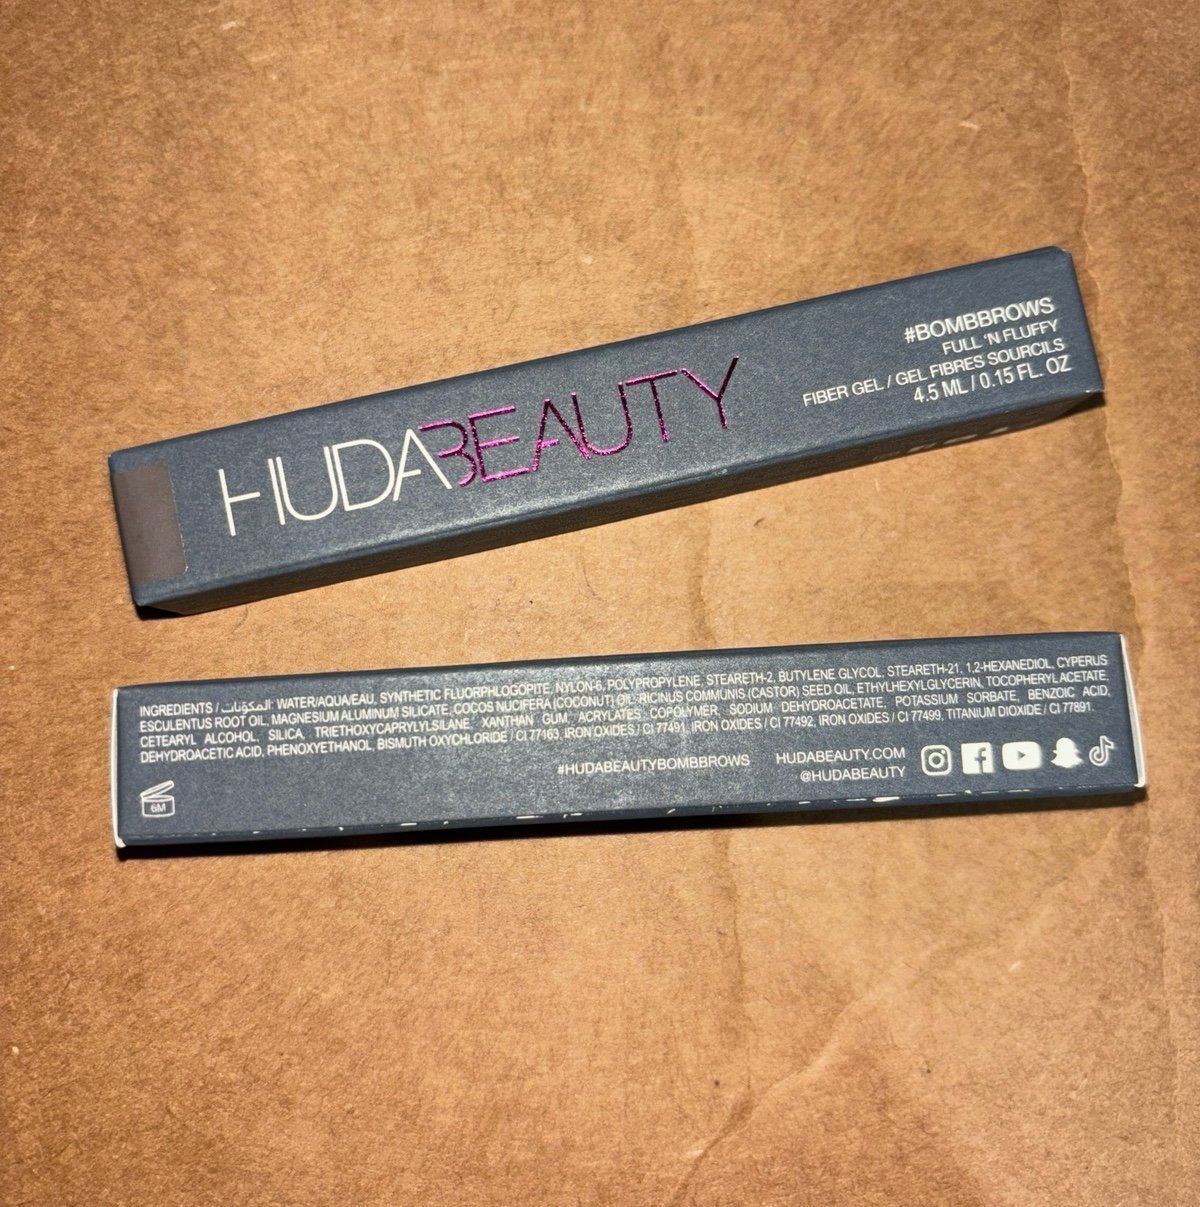 HUDABEAUTY
#BOMBBROWS
FULL 'N FLUFFY
FIBER GEL / GEL FIBRES SOURCILS
4.5 ML / 0.15 FL. OZ
INGREDIENTS / المكونات: WATER/AQUA/EAU, SYNTHETIC FLUORPHLOGOPITE, NYLON-6, POLYPROPYLENE, STEARETH-2, BUTYLENE GLYCOL, STEARETH-21, 1,2-HEXANEDIOL, CYPERUS
ESCULENTUS ROOT OIL, MAGNESIUM ALUMINUM SILICATE, COCOS NUCIFERA (COCONUT) OIL, RICINUS COMMUNIS (CASTOR) SEED OIL, ETHYLHEXYLGLYCERIN, TOCOPHERYL ACETATE,
CETEARYL ALCOHOL, SILICA, TRIETHOXYCAPRYLYLSILANE, XANTHAN GUM, ACRYLATES COPOLYMER, SODIUM DEHYDROACETATE, POTASSIUM SORBATE, BENZOIC ACID,
DEHYDROACETIC ACID, PHENOXYETHANOL, BISMUTH OXYCHLORIDE / CI 77163, IRON OXIDES / CI 77491, IRON OXIDES / CI 77492, IRON OXIDES / CI 77499, TITANIUM DIOXIDE / CI 77891.
#HUDABEAUTYBOMBBROWS
HUDABEAUTY.COM
@HUDABEAUTY
6M